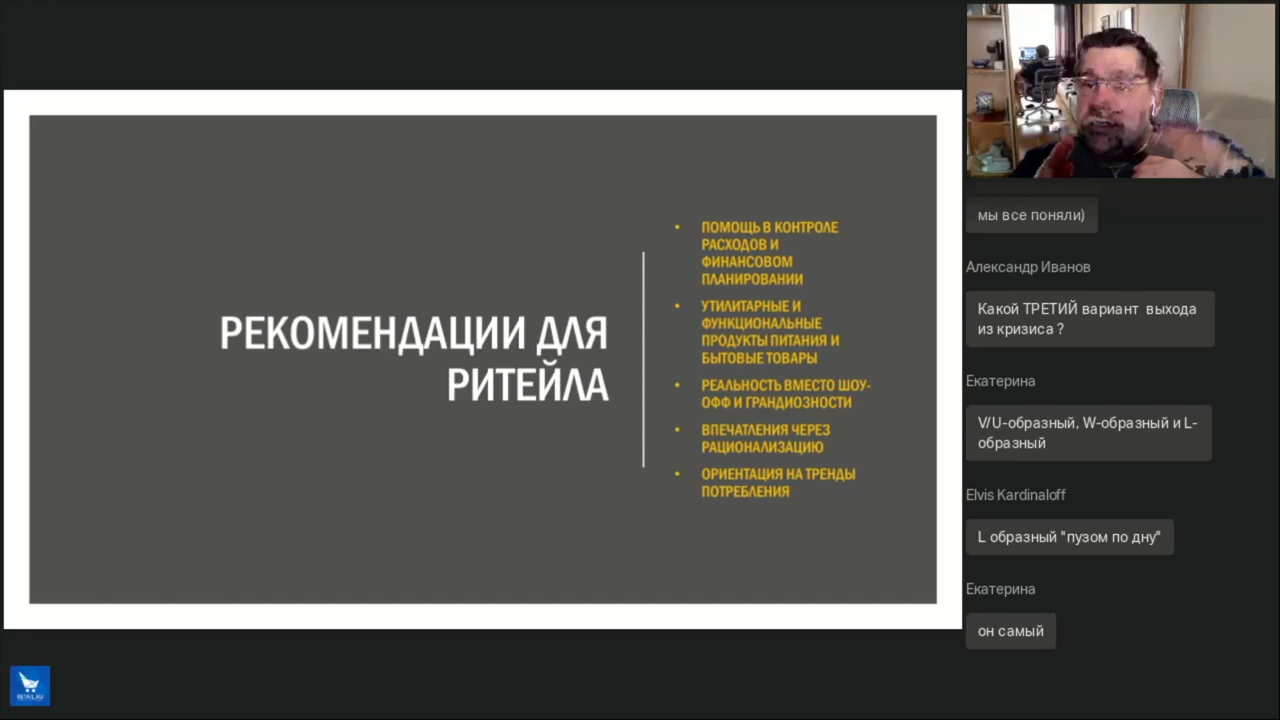 РЕКОМЕНДАЦИИ ДЛЯ
РИТЕЙЛА
• ПОМОЩЬ В КОНТРОЛЕ
РАСХОДОВ И
ФИНАНСОВОМ
ПЛАНИРОВАНИИ
• УТИЛИТАРНЫЕ И
ФУНКЦИОНАЛЬНЫЕ
ПРОДУКТЫ ПИТАНИЯ И
БЫТОВЫЕ ТОВАРЫ
• РЕАЛЬНОСТЬ ВМЕСТО ШОУ-
ОФФ И ГРАНДИОЗНОСТИ
• ВПЕЧАТЛЕНИЯ ЧЕРЕЗ
РАЦИОНАЛИЗАЦИЮ
• ОРИЕНТАЦИЯ НА ТРЕНДЫ
ПОТРЕБЛЕНИЯ
мы все поняли)
Александр Иванов
Какой ТРЕТИЙ вариант выхода
из кризиса ?
Екатерина
V/U-образный, W-образный и L-
образный
Elvis Kardinaloff
L образный "пузом по дну"
Екатерина
он самый
RETAIL.RU